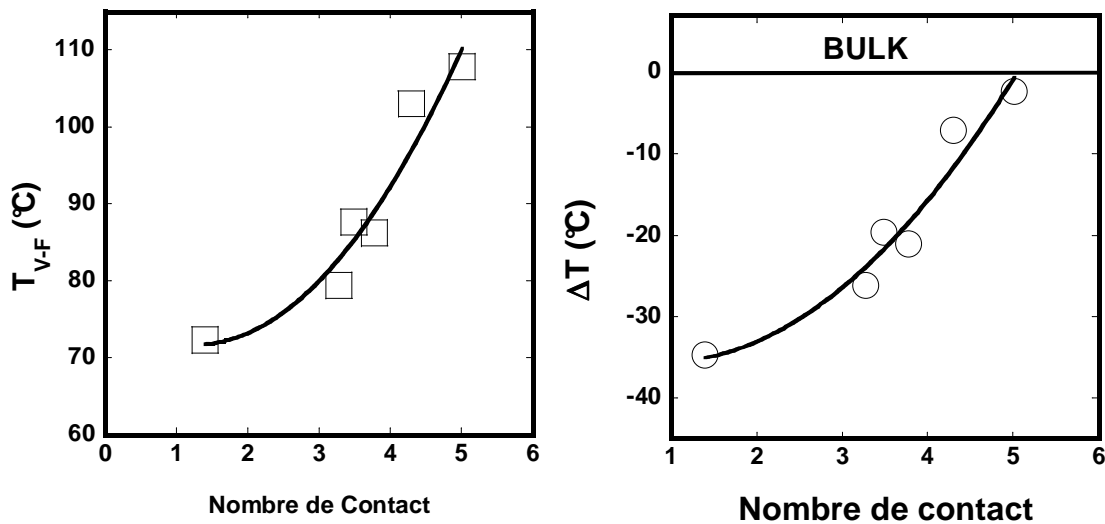 110
100
90
80
70
60
0 1 2 3 4 5 6
T_V-F (°C)
Nombre de Contact
BULK
0
-10
-20
-30
-40
1 2 3 4 5 6
ΔT (°C)
Nombre de contact